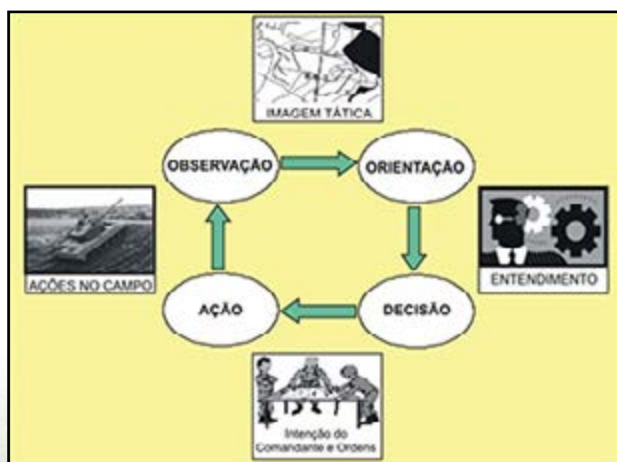 IMAGEM TÁTICA
OBSERVAÇÃO
ORIENTAÇÃO
AÇÕES NO CAMPO
ENTENDIMENTO
AÇÃO
DECISÃO
Intenção do
Comandante e Ordens